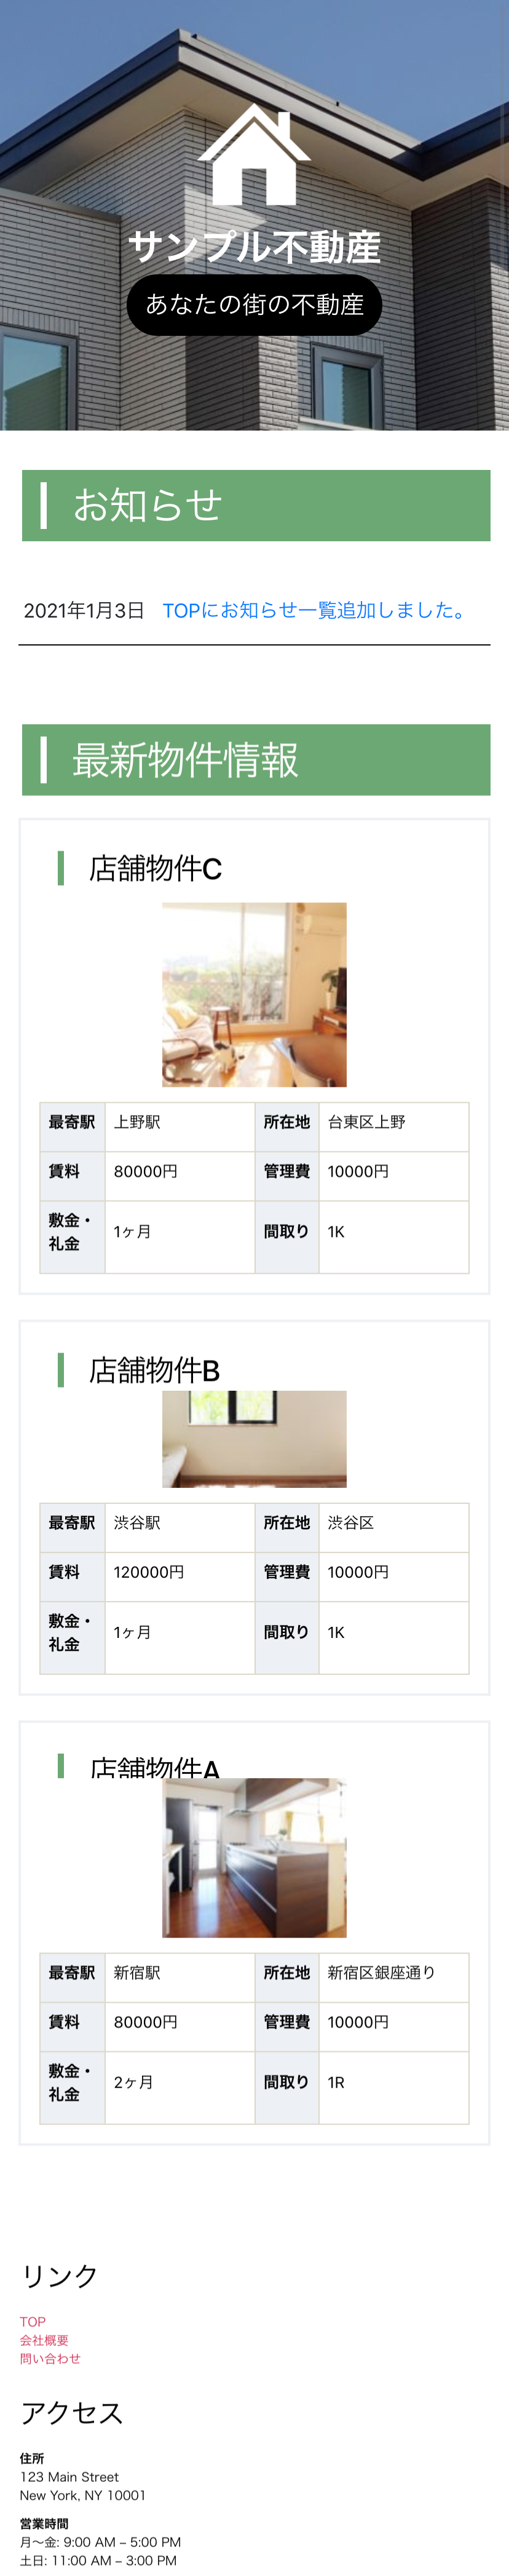 サンプル不動産
あなたの街の不動産
お知らせ
2021年1月3日 TOPにお知らせ一覧追加しました。
最新物件情報
店舗物件C
最寄駅 上野駅 所在地 台東区上野
賃料 80000円 管理費 10000円
敷金・
礼金 1ヶ月 間取り 1K
店舗物件B
最寄駅 渋谷駅 所在地 渋谷区
賃料 120000円 管理費 10000円
敷金・
礼金 1ヶ月 間取り 1K
店舗物件A
最寄駅 新宿駅 所在地 新宿区銀座通り
賃料 80000円 管理費 10000円
敷金・
礼金 2ヶ月 間取り 1R
リンク
TOP
会社概要
問い合わせ
アクセス
住所
123 Main Street
New York, NY 10001
営業時間
月〜金: 9:00 AM – 5:00 PM
土日: 11:00 AM – 3:00 PM